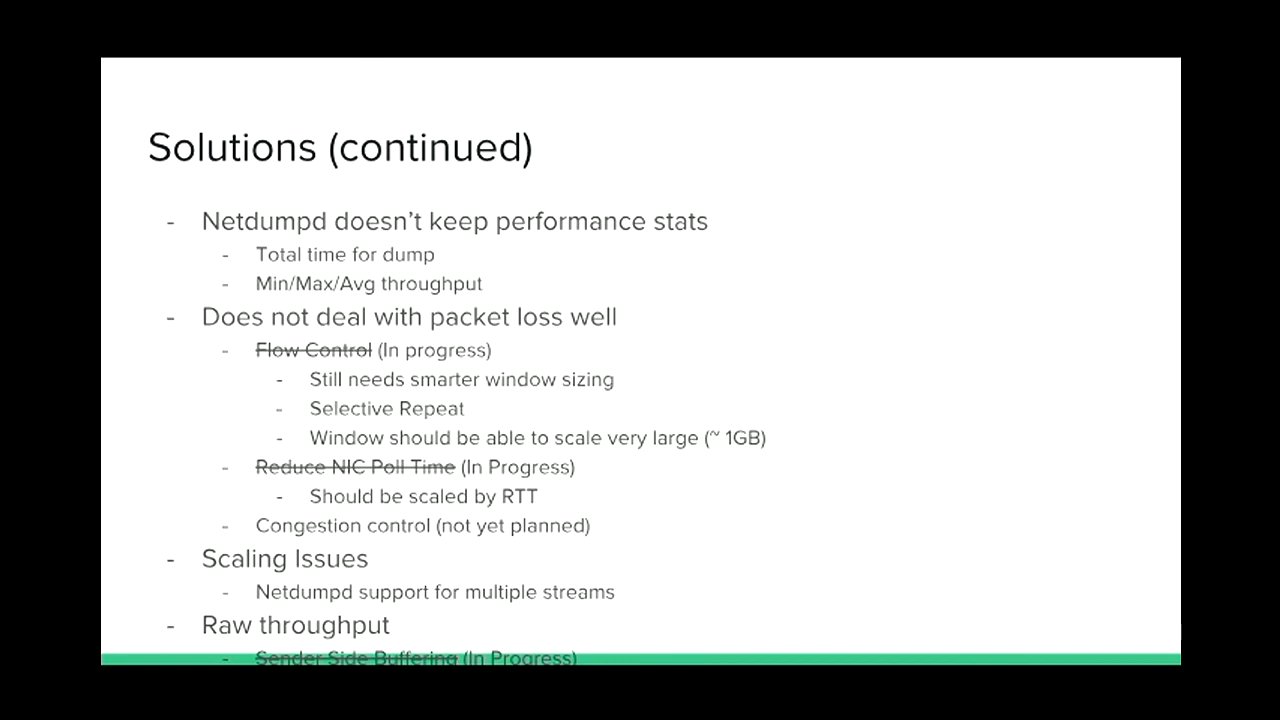 Solutions (continued)
- Netdumpd doesn't keep performance stats
- Total time for dump
- Min/Max/Avg throughput
- Does not deal with packet loss well
- Flow Control (In progress)
- Still needs smarter window sizing
- Selective Repeat
- Window should be able to scale very large (~ 1GB)
- Reduce NIC Poll Time (In Progress)
- Should be scaled by RTT
- Congestion control (not yet planned)
- Scaling Issues
- Netdumpd support for multiple streams
- Raw throughput
- Sender Side Buffering (In Progress)